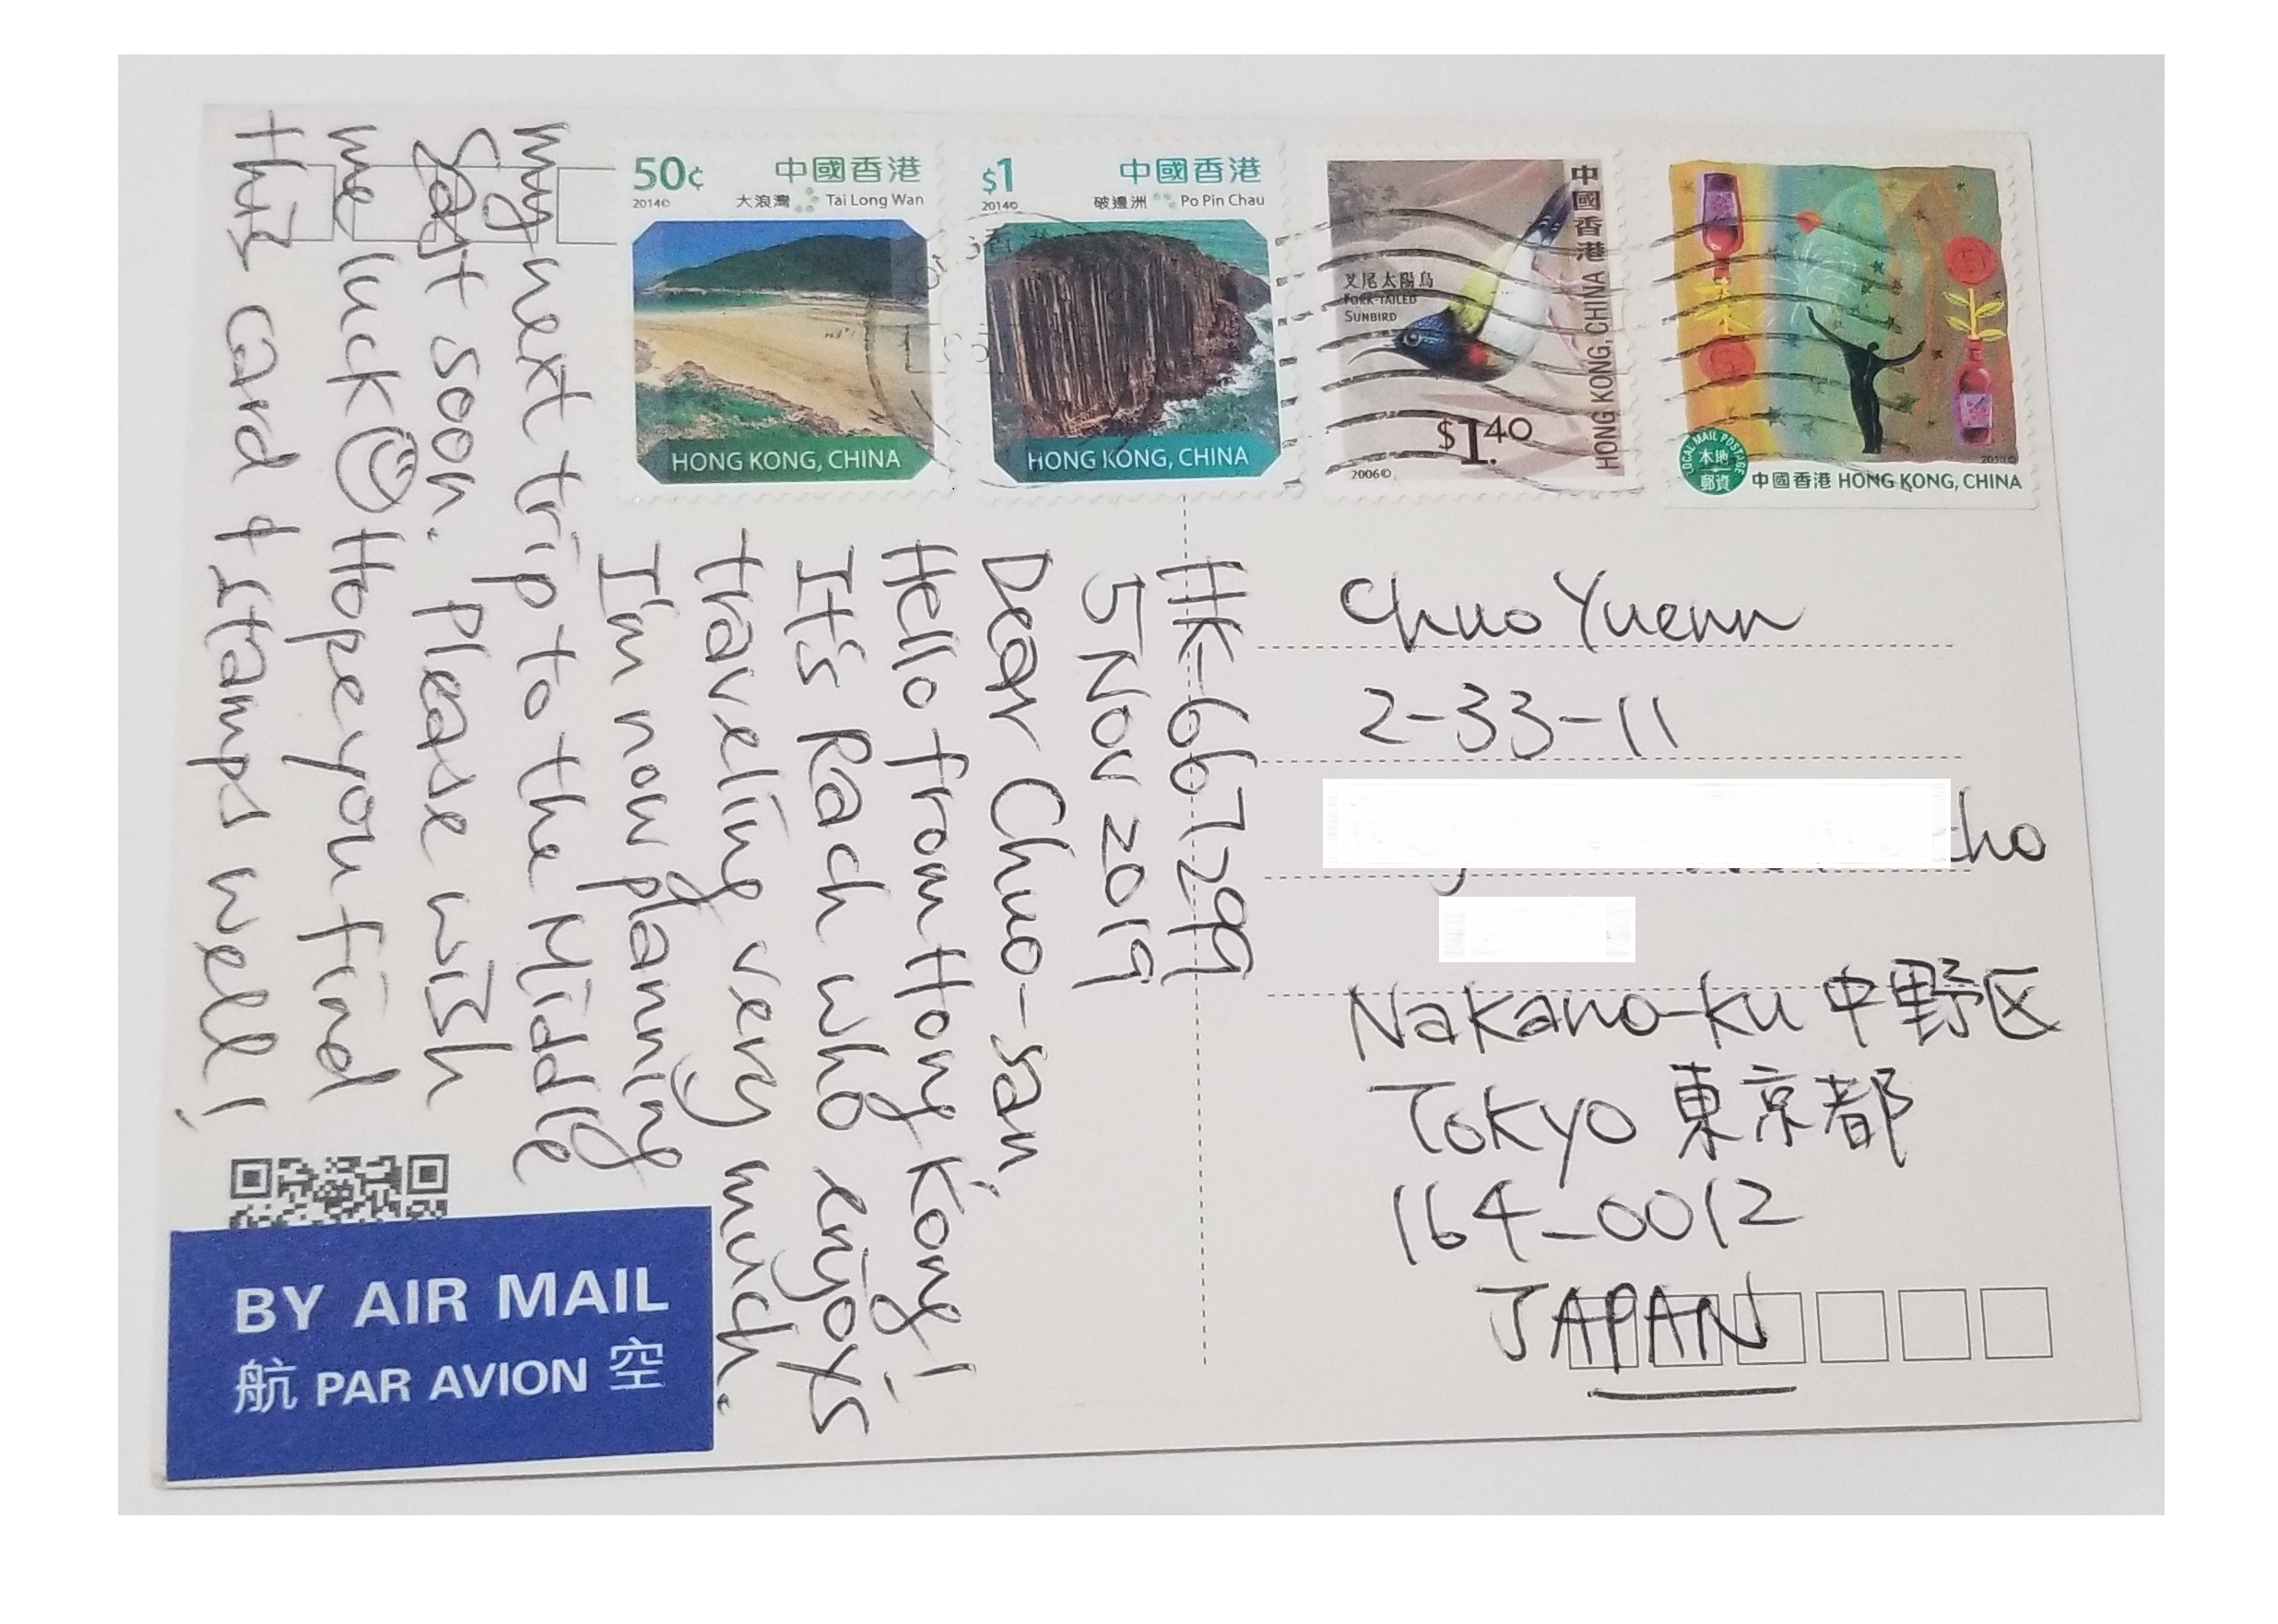 50¢ 中國香港
2014© 大浪灣 Tai Long Wan
HONG KONG, CHINA
$1 中國香港
2014© 破邊洲 Po Pin Chau
HONG KONG, CHINA
中國香港 HONG KONG, CHINA
叉尾太陽鳥
FORK-TAILED
SUNBIRD
$1.40
2006©
LOCAL MAIL POSTAGE
本地
郵資
中國香港 HONG KONG, CHINA
HK-667299
5 Nov 2019
Dear Chuo-san,
Hello from Hong Kong!
It's Rach who enjoys
traveling very much.
I'm now planning
my next trip to the Middle
East soon. Please wish
me luck Hope you find
this card & stamps well!
Chuo Yuenn
2-33-11
cho
Nakano-ku 中野区
Tokyo 東京都
164-0012
JAPAN
BY AIR MAIL
航 PAR AVION 空